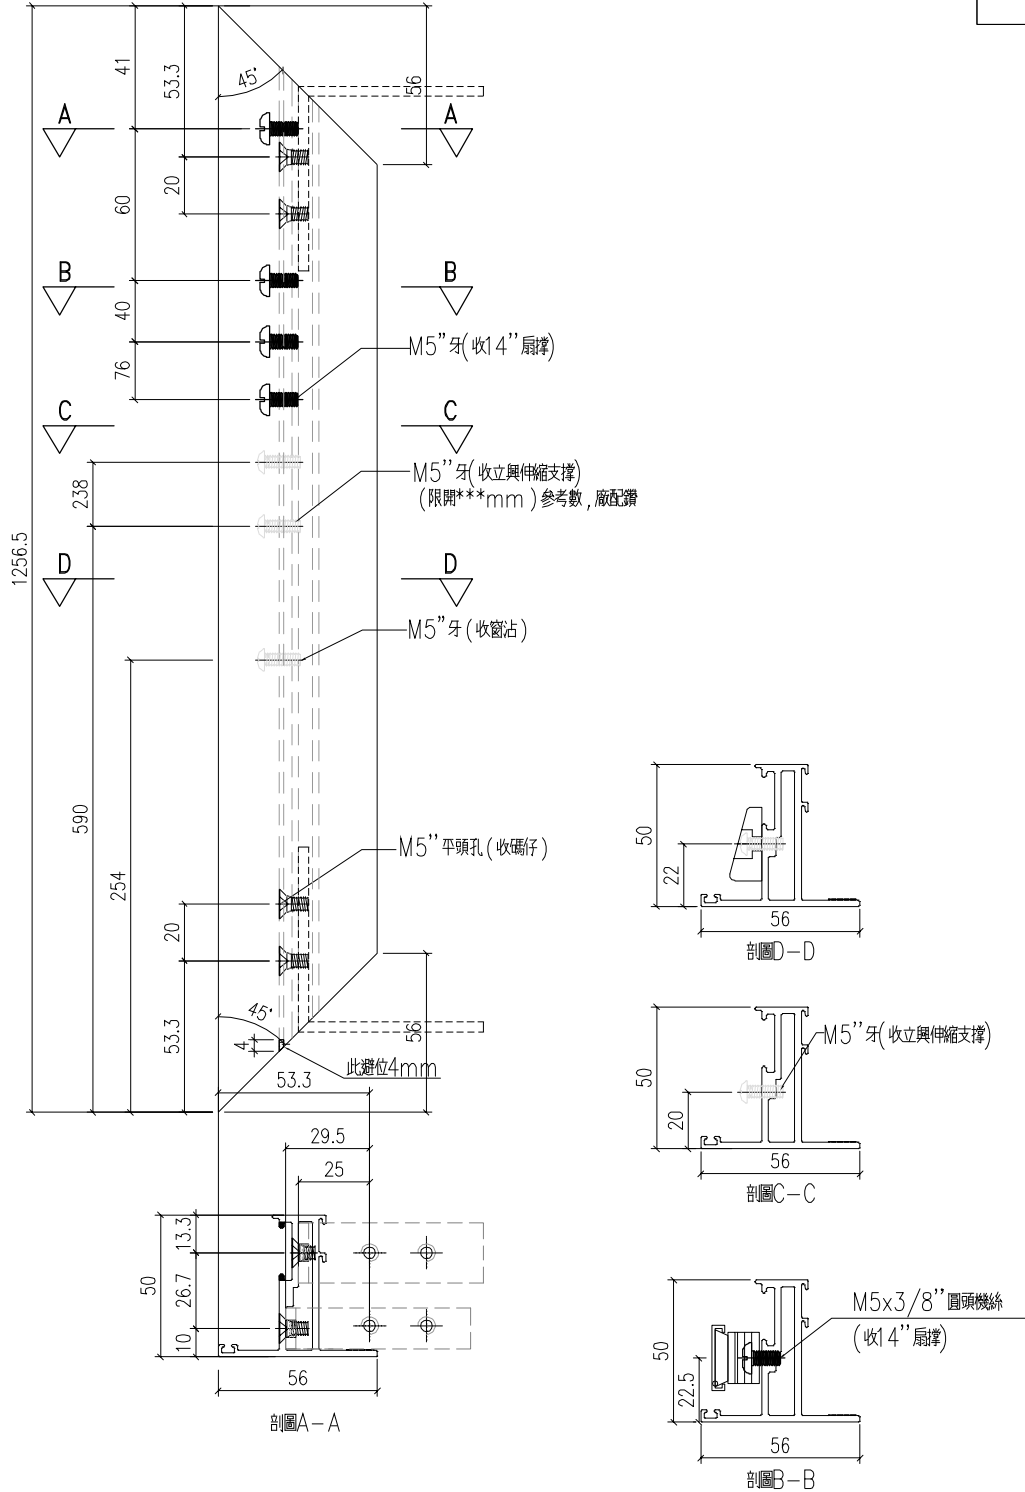 41
53.3
56
45°
A
A
20
60
B
B
40
M5”牙(收14”扇撐)
76
C
C
M5”牙(收立興伸縮支撐)
(限開***mm)參考數,廠配鑽
238
1256.5
D
D
M5”牙(收窗沾)
590
254
M5”平頭孔(收碼仔)
20
53.3
45°
4
56
此避位4mm
53.3
29.5
25
13.3
50
26.7
10
56
剖圖A-A
50
22
56
剖圖D-D
M5”牙(收立興伸縮支撐)
50
20
56
剖圖C-C
M5x3/8”圓頭機絲
(收14”扇撐)
50
22.5
56
剖圖B-B